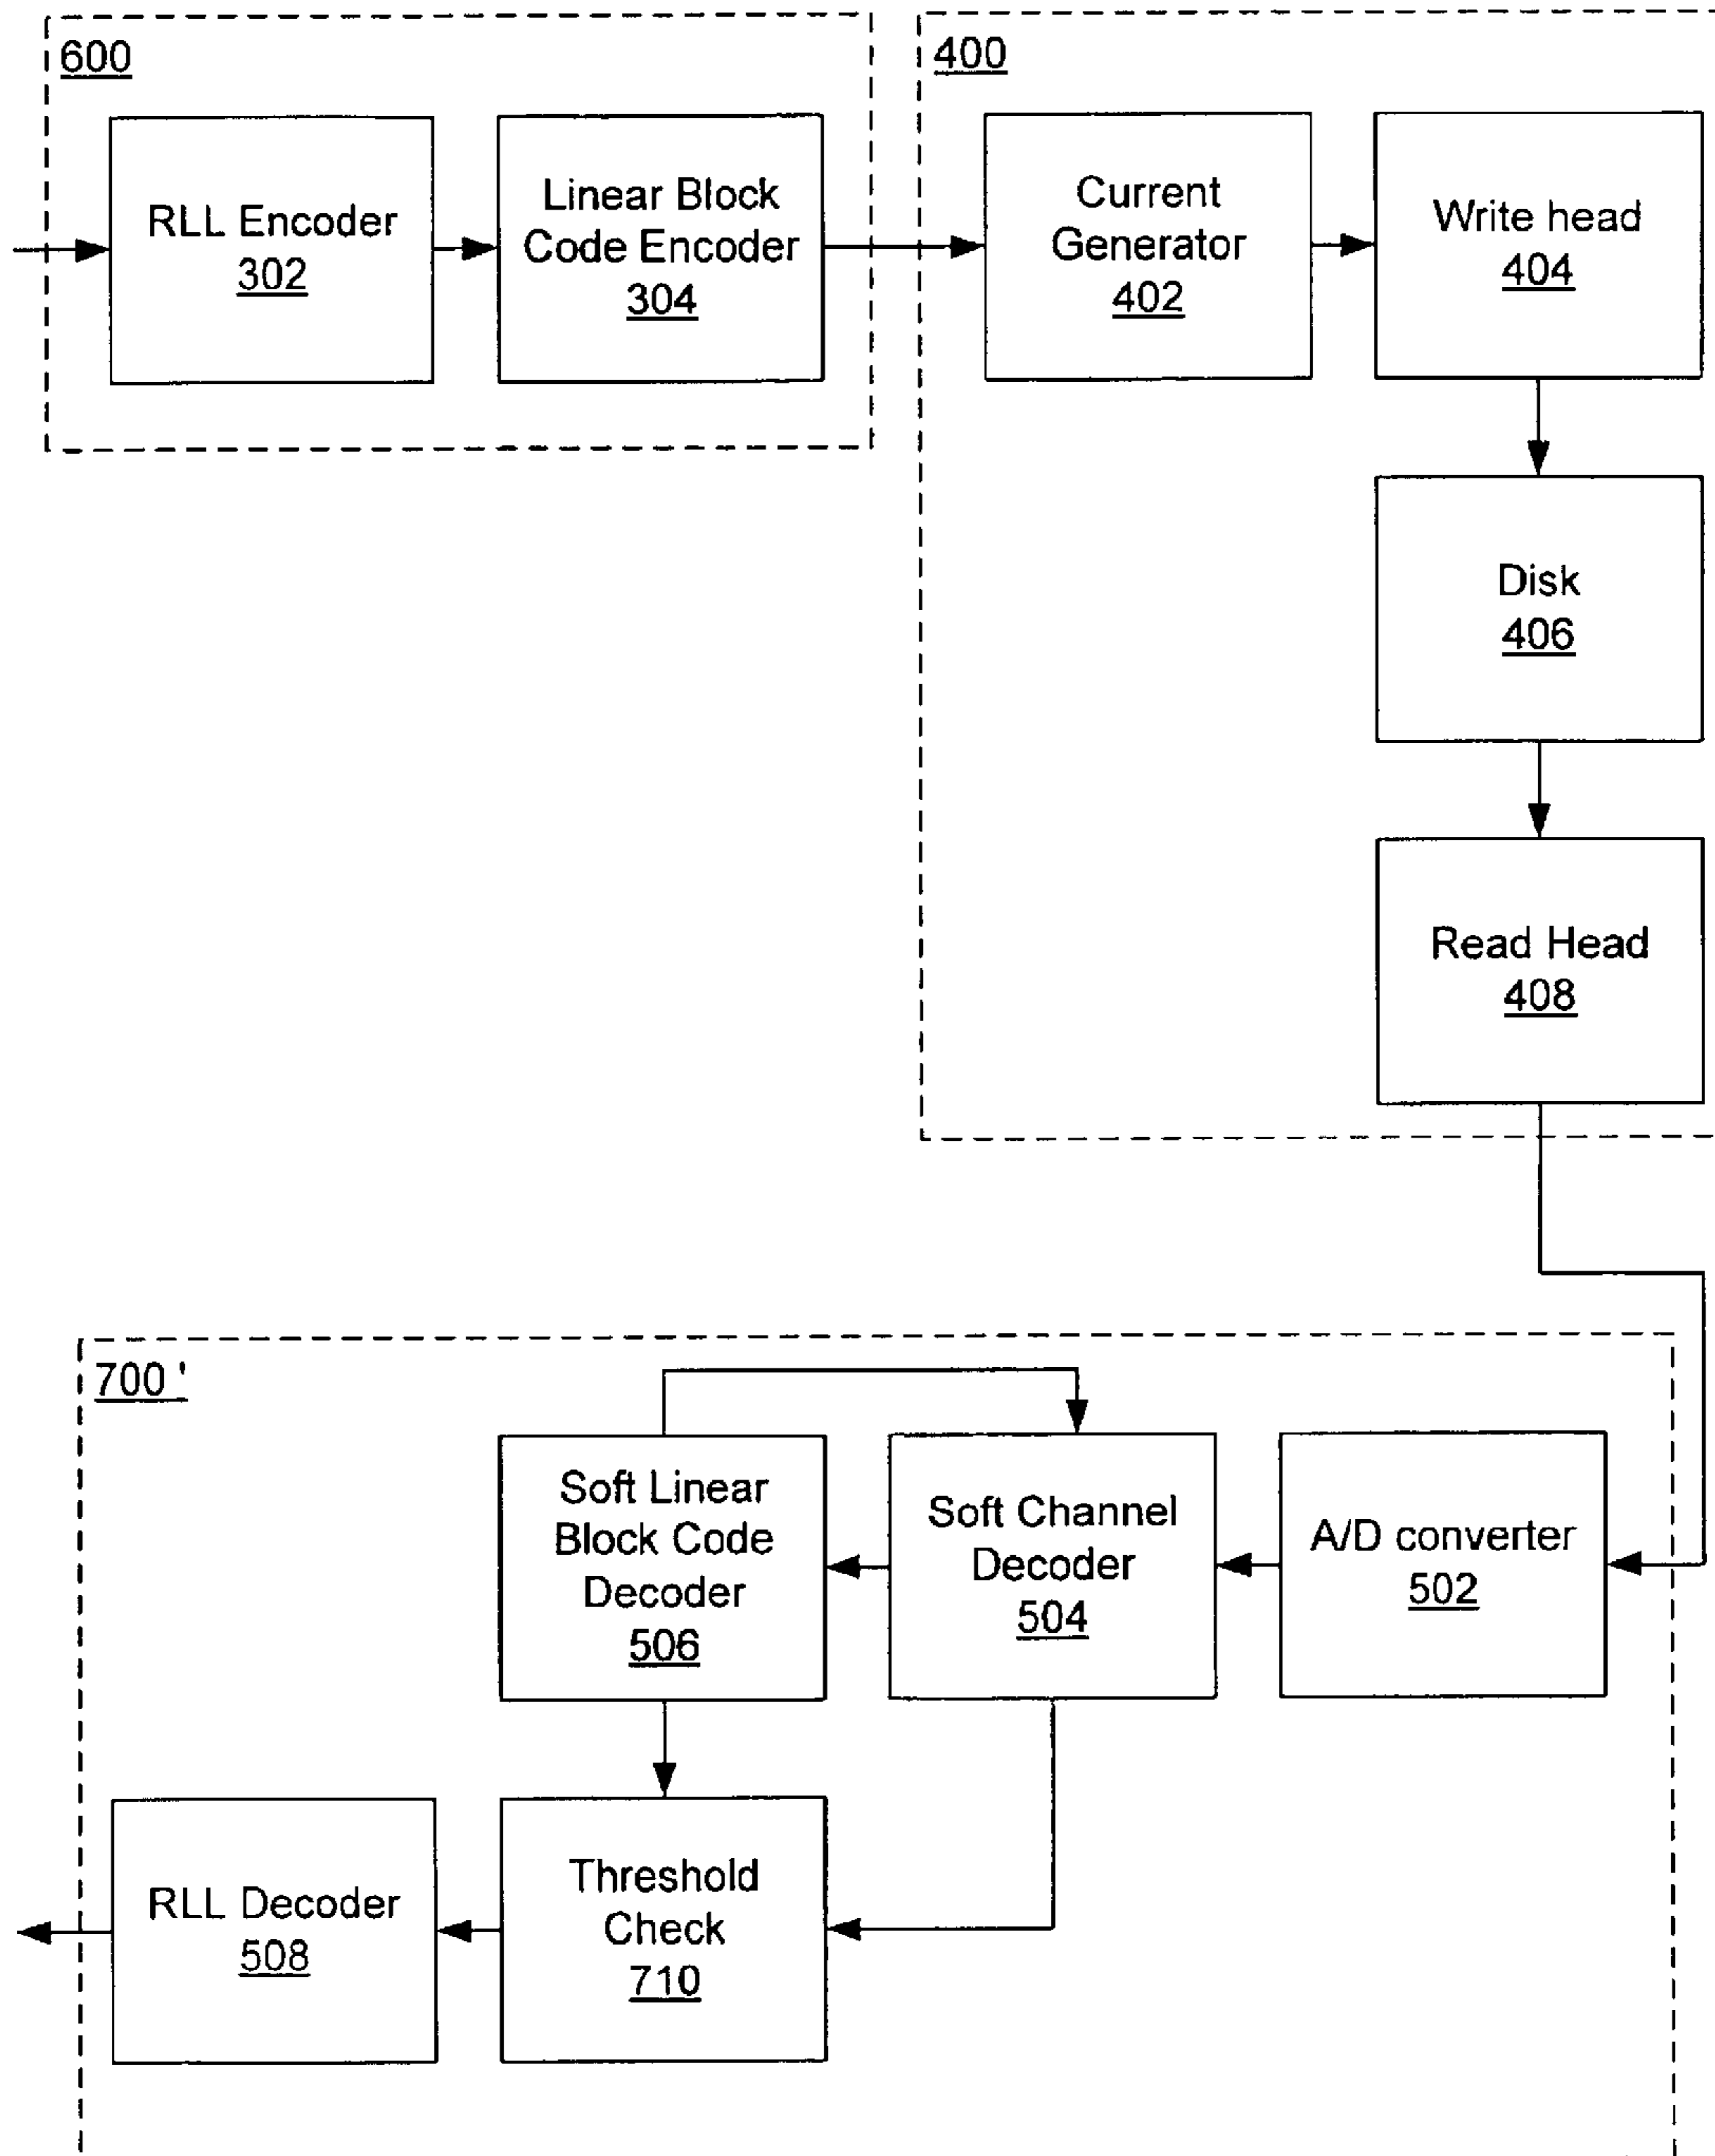 600
400
RLL Encoder
302
Linear Block
Code Encoder
304
Current
Generator
402
Write head
404
Disk
406
Read Head
408
700 '
Soft Linear
Block Code
Decoder
506
Soft Channel
Decoder
504
A/D converter
502
RLL Decoder
508
Threshold
Check
710